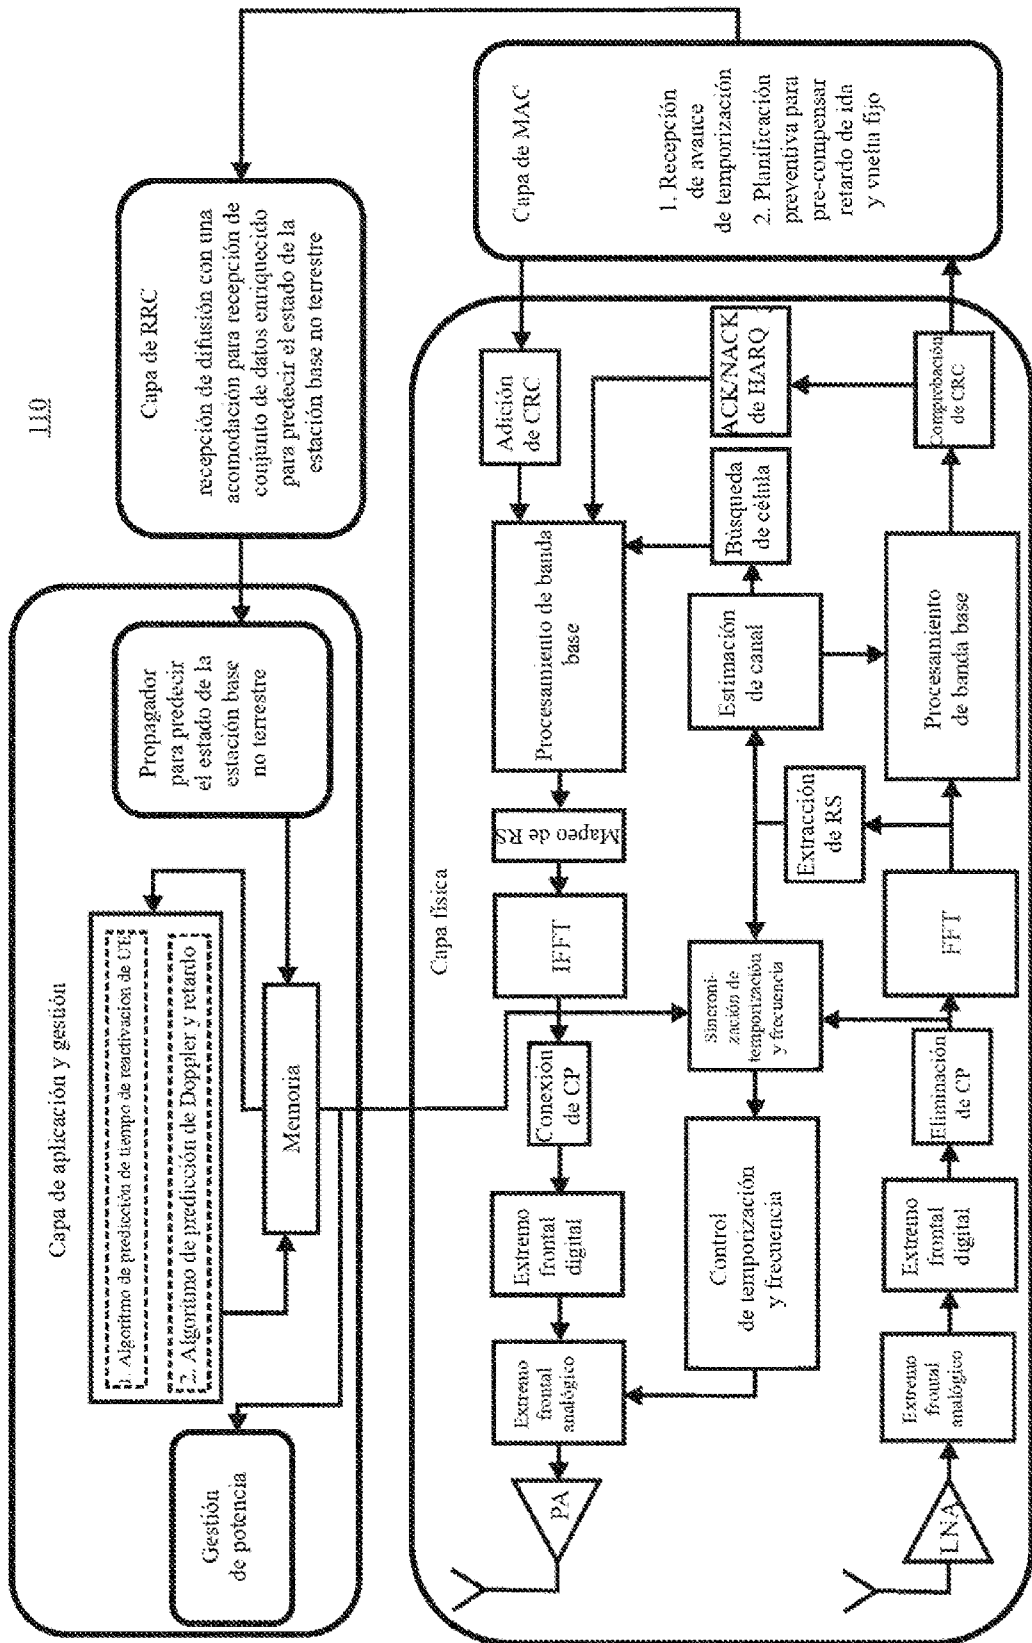 110
Capa de aplicación y gestión
Gestión
de potencia
1. Algoritmo de predicción de tiempo de reactivacion de UE
2. Algoritmo de predicción de Doppler y retardo
Memoria
Propagador
para predecir
el estado de la
estación base
no terrestre
Capa de RRC
recepción de difusión con una
acomodación para recepción de
conjunto de datos enriquecido
para predecir el estado de la
estación base no terrestre
Capa de MAC
1. Recepción
de avance
de temporización
2. Planificación
preventiva para
pre-compensar
retardo de ida
y vuelta fijo
Capa física
PA
Extremo
frontal
analógico
Extremo
frontal
digital
Conexión
de CP
IFFT
Mapeo de
RS
Procesamiento de banda
base
Adición
de CRC
Control
de temporización
y frecuencia
Sincroni-
zación de
temporización
y frecuencia
Estimación
de canal
Búsqueda
de célula
ACK/NACK
de HARQ
Extracción
de RS
LNA
Extremo
frontal
analógico
Extremo
frontal
digital
Eliminación
de CP
FFT
Procesamiento
de banda base
Comprobación
de CRC